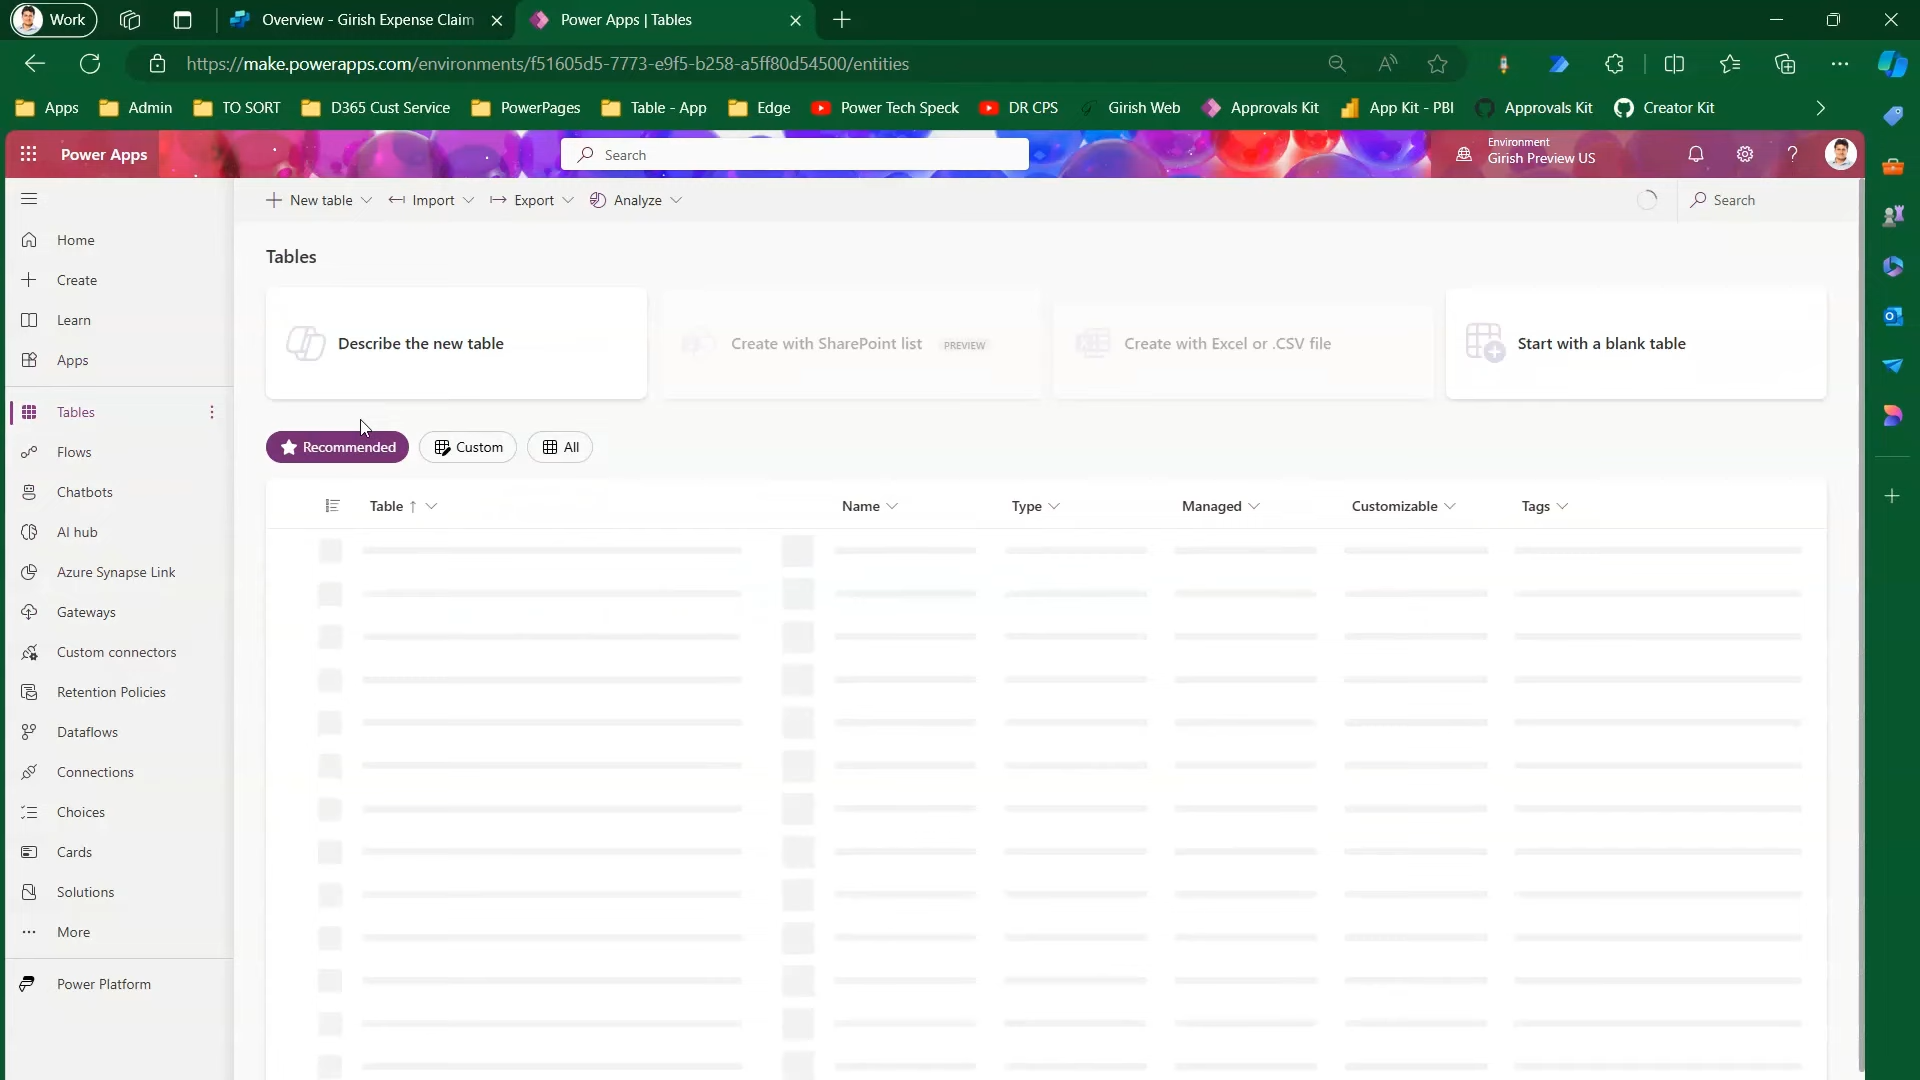 Work
Overview - Girish Expense Claim
Power Apps | Tables
https://make.powerapps.com/environments/f51605d5-7773-e9f5-b258-a5ff80d54500/entities
Apps
Admin
TO SORT
D365 Cust Service
PowerPages
Table - App
Edge
Power Tech Speck
DR CPS
Girish Web
Approvals Kit
App Kit - PBI
Approvals Kit
Creator Kit
Power Apps
Search
Environment
Girish Preview US
New table
Import
Export
Analyze
Search
Home
Create
Learn
Apps
Tables
Flows
Chatbots
AI hub
Azure Synapse Link
Gateways
Custom connectors
Retention Policies
Dataflows
Connections
Choices
Cards
Solutions
More
Power Platform
Tables
Describe the new table
Create with SharePoint list PREVIEW
Create with Excel or .CSV file
Start with a blank table
Recommended
Custom
All
Table
Name
Type
Managed
Customizable
Tags